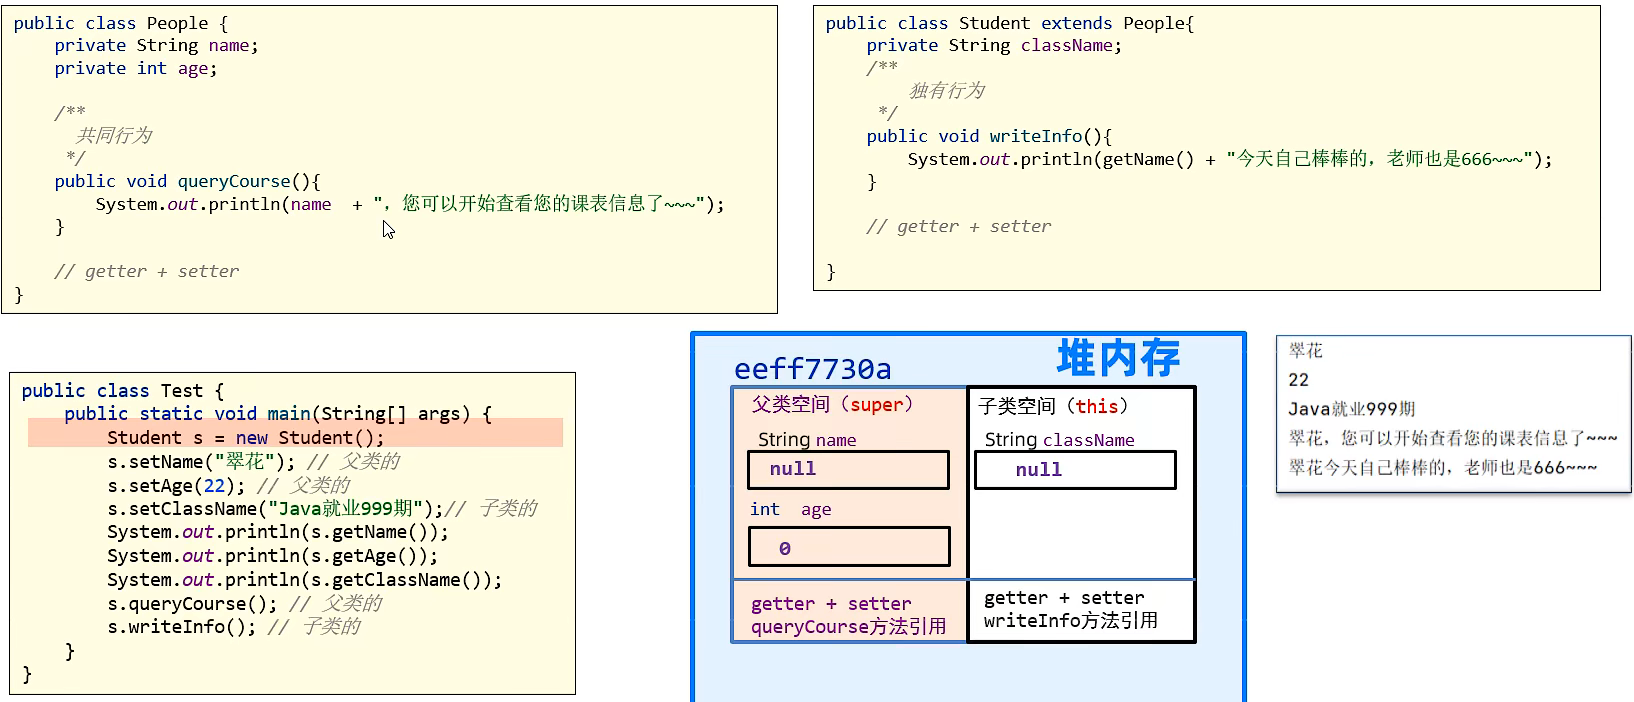 public class People {
private String name;
private int age;
/**
共同行为
*/
public void queryCourse(){
System.out.println(name + "，您可以开始查看您的课表信息了~~~");
}
// getter + setter
}
public class Student extends People{
private String className;
/**
独有行为
*/
public void writeInfo(){
System.out.println(getName() + "今天自己棒棒的，老师也是666~~~");
}
// getter + setter
}
public class Test {
public static void main(String[] args) {
Student s = new Student();
s.setName("翠花"); // 父类的
s.setAge(22); // 父类的
s.setClassName("Java就业999期");// 子类的
System.out.println(s.getName());
System.out.println(s.getAge());
System.out.println(s.getClassName());
s.queryCourse(); // 父类的
s.writeInfo(); // 子类的
}
}
堆内存
eeff7730a
父类空间（super）
String name
null
int age
0
getter + setter
queryCourse方法引用
子类空间（this）
String className
null
getter + setter
writeInfo方法引用
翠花
22
Java就业999期
翠花，您可以开始查看您的课表信息了~~~
翠花今天自己棒棒的，老师也是666~~~